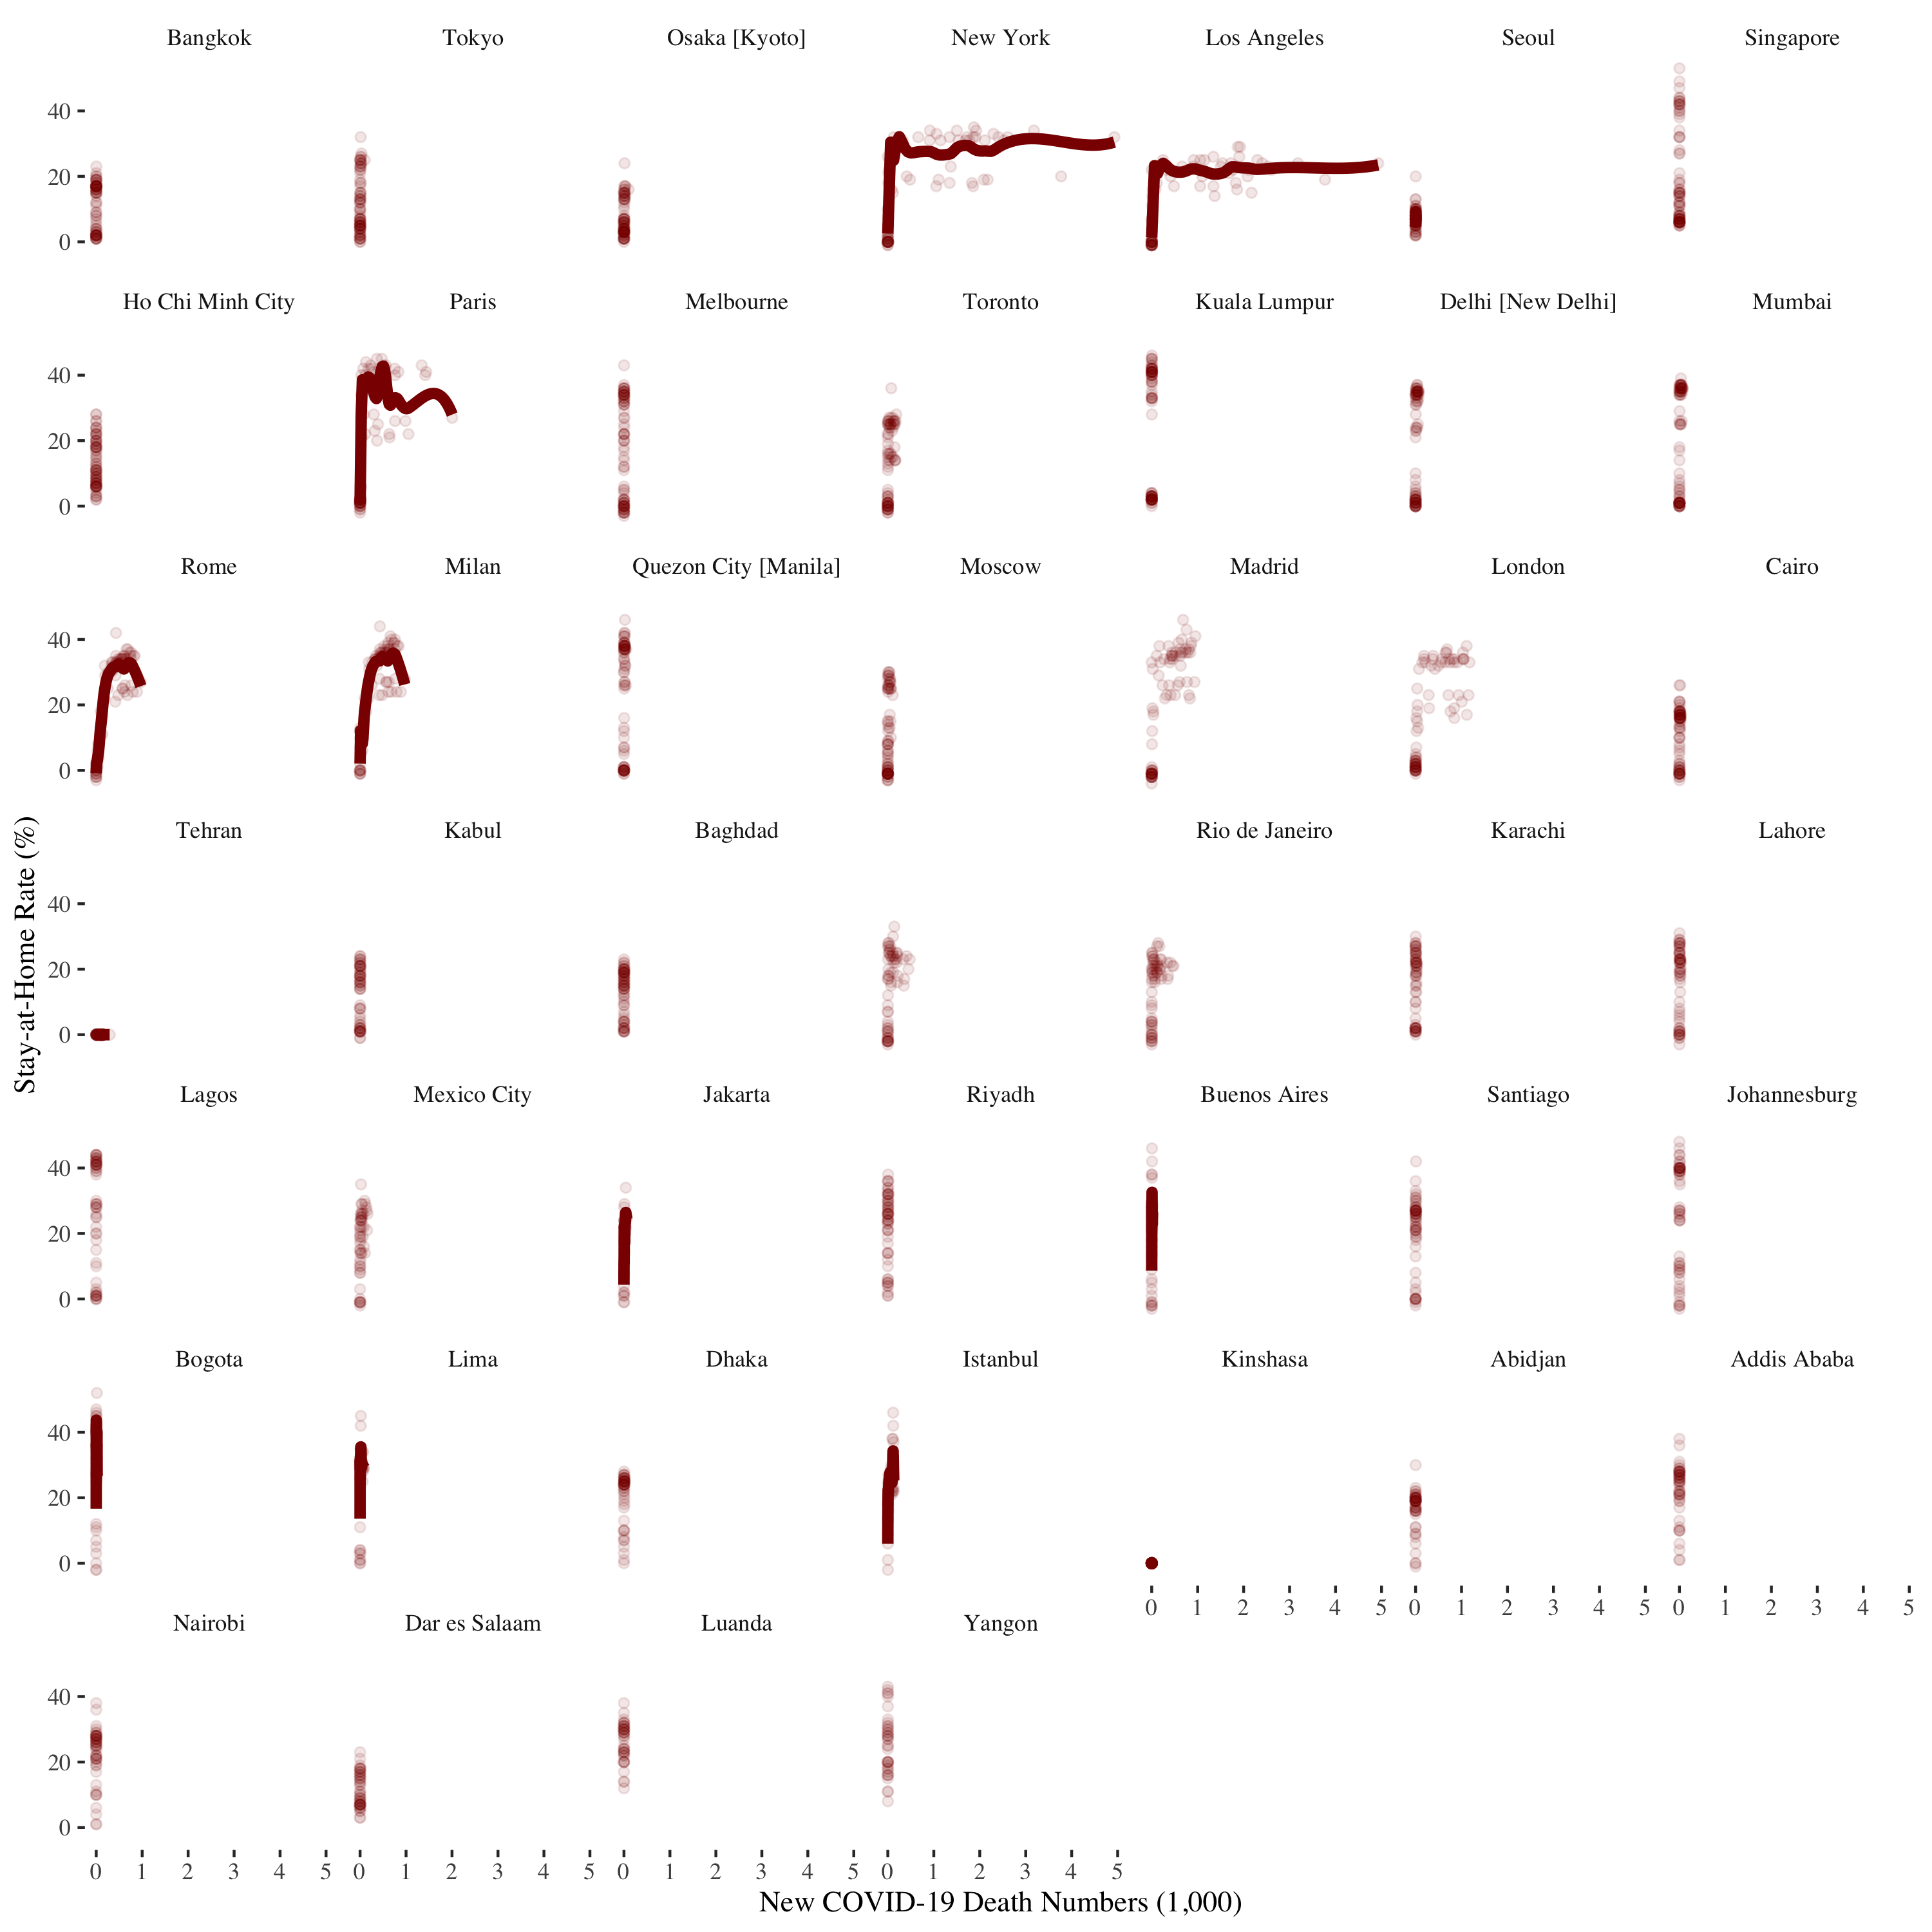 Bangkok Tokyo Osaka [Kyoto] New York Los Angeles Seoul Singapore
40
20
0
Ho Chi Minh City Paris Melbourne Toronto Kuala Lumpur Delhi [New Delhi] Mumbai
40
20
0
Rome Milan Quezon City [Manila] Moscow Madrid London Cairo
40
20
0
Stay-at-Home Rate (%)
Tehran Kabul Baghdad Rio de Janeiro Karachi Lahore
40
20
0
Lagos Mexico City Jakarta Riyadh Buenos Aires Santiago Johannesburg
40
20
0
Bogota Lima Dhaka Istanbul Kinshasa Abidjan Addis Ababa
40
20
0
0 1 2 3 4 5 0 1 2 3 4 5 0 1 2 3 4 5
Nairobi Dar es Salaam Luanda Yangon
40
20
0
0 1 2 3 4 5 0 1 2 3 4 5 0 1 2 3 4 5 0 1 2 3 4 5
New COVID-19 Death Numbers (1,000)